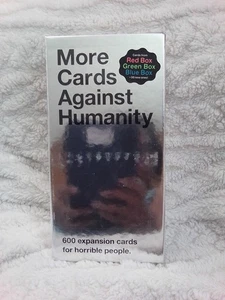 More
Cards
Against
Humanity
Red Box
Green Box
Blue Box
600 expansion cards
for horrible people.